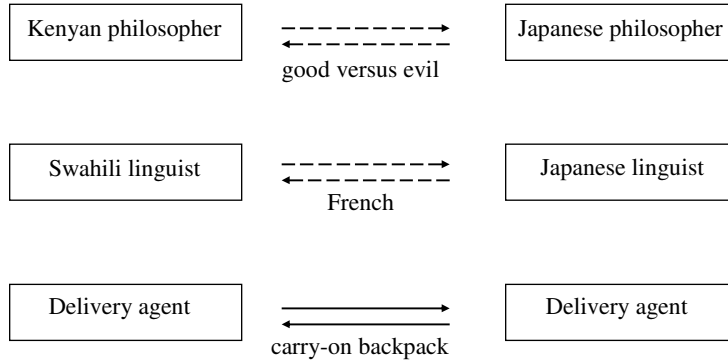 Kenyan philosopher
Japanese philosopher
good versus evil
Swahili linguist
Japanese linguist
French
Delivery agent
Delivery agent
carry-on backpack